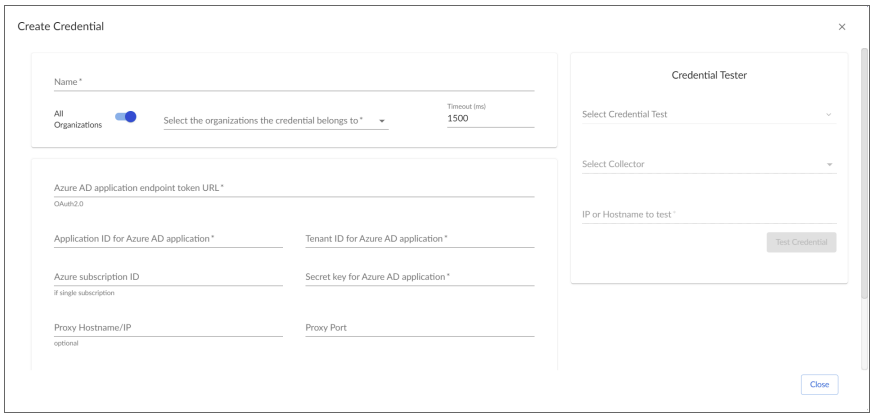 Create Credential
×
Name *
All
Organizations
Select the organizations the credential belongs to *
Timeout (ms)
1500
Azure AD application endpoint token URL *
OAuth2.0
Application ID for Azure AD application *
Tenant ID for Azure AD application *
Azure subscription ID
if single subscription
Secret key for Azure AD application *
Proxy Hostname/IP
optional
Proxy Port
Credential Tester
Select Credential Test
Select Collector
IP or Hostname to test *
Test Credential
Close